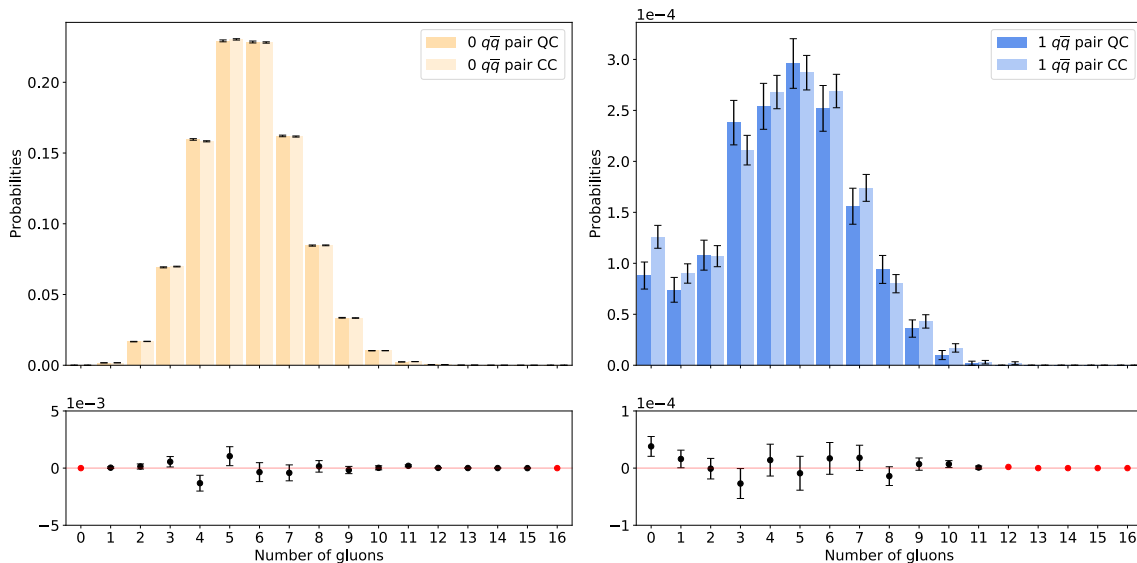 0 qq̅ pair QC
0 qq̅ pair CC
Probabilities
0.20
0.15
0.10
0.05
0.00
1e−3
5
0
−5
0 1 2 3 4 5 6 7 8 9 10 11 12 13 14 15 16
Number of gluons
1e−4
1 qq̅ pair QC
1 qq̅ pair CC
Probabilities
3.0
2.5
2.0
1.5
1.0
0.5
0.0
1e−4
1
0
−1
0 1 2 3 4 5 6 7 8 9 10 11 12 13 14 15 16
Number of gluons